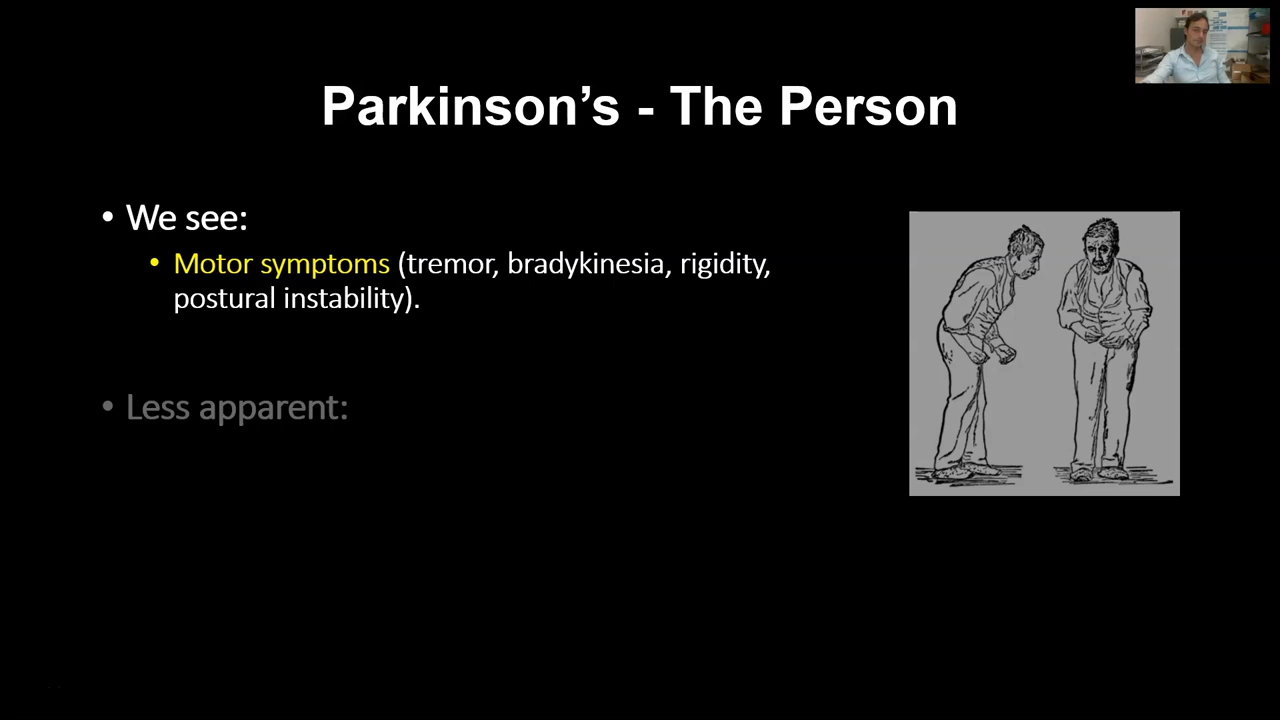 Parkinson’s - The Person
• We see:
• Motor symptoms (tremor, bradykinesia, rigidity,
postural instability).
• Less apparent: